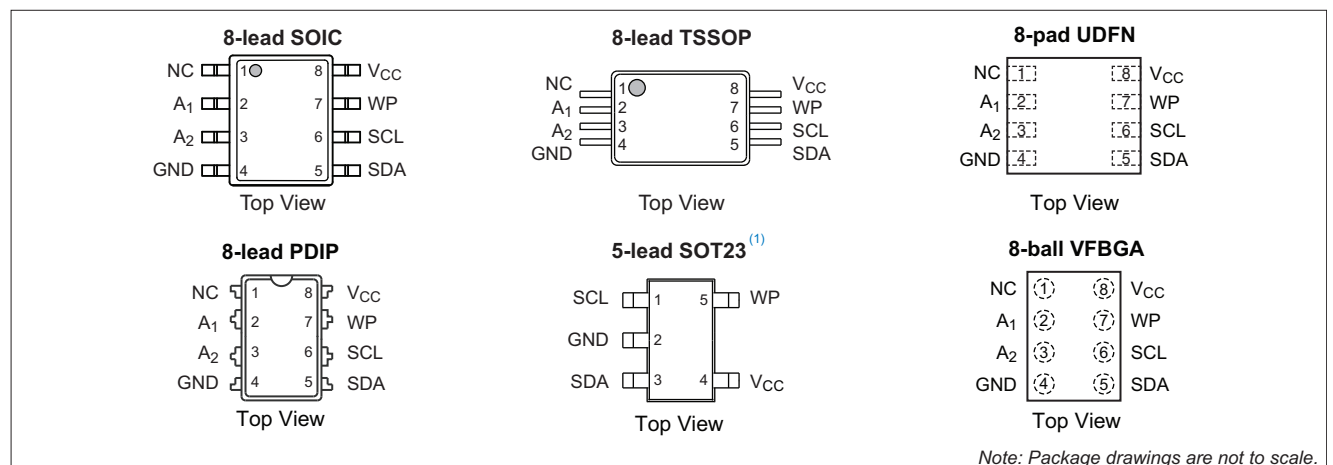 8-lead SOIC
NC 1 8 VCC
A1 2 7 WP
A2 3 6 SCL
GND 4 5 SDA
Top View
8-lead TSSOP
NC 1 8 VCC
A1 2 7 WP
A2 3 6 SCL
GND 4 5 SDA
Top View
8-pad UDFN
NC 1 8 VCC
A1 2 7 WP
A2 3 6 SCL
GND 4 5 SDA
Top View
8-lead PDIP
NC 1 8 VCC
A1 2 7 WP
A2 3 6 SCL
GND 4 5 SDA
Top View
5-lead SOT23 (1)
SCL 1 5 WP
GND 2
SDA 3 4 VCC
Top View
8-ball VFBGA
NC 1 8 VCC
A1 2 7 WP
A2 3 6 SCL
GND 4 5 SDA
Top View
Note: Package drawings are not to scale.